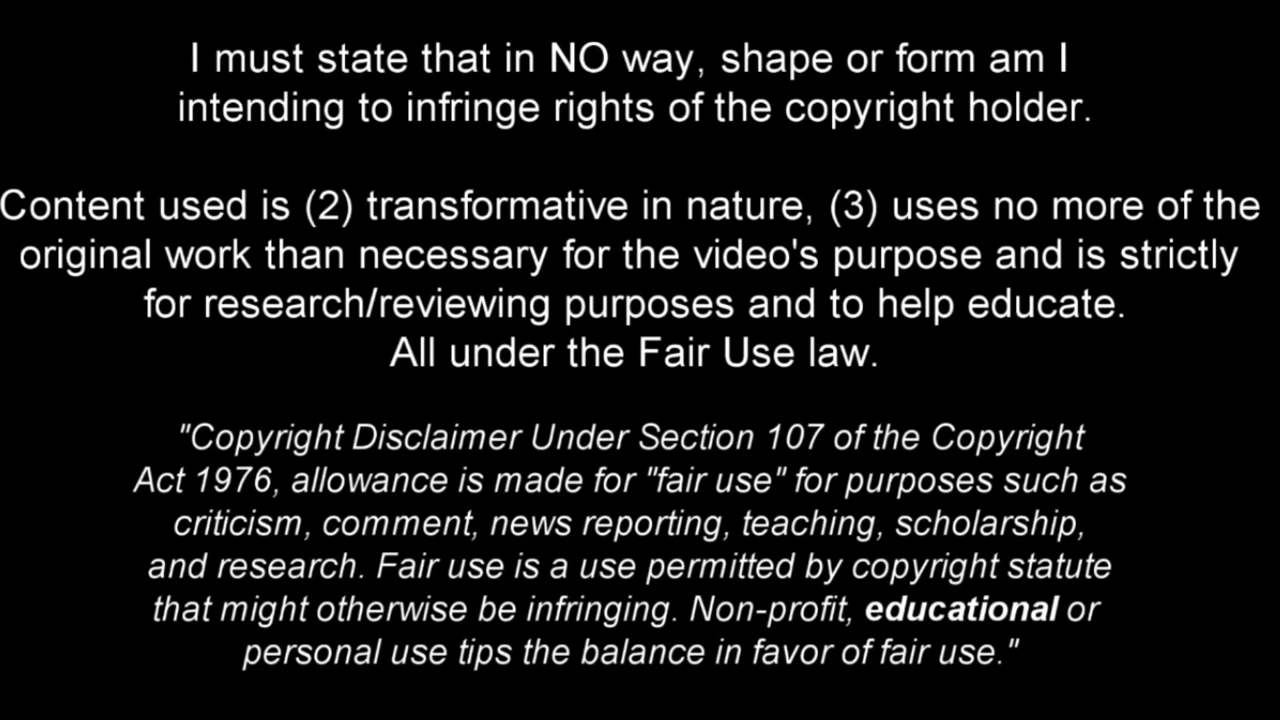 I must state that in NO way, shape or form am I
intending to infringe rights of the copyright holder.
Content used is (2) transformative in nature, (3) uses no more of the
original work than necessary for the video's purpose and is strictly
for research/reviewing purposes and to help educate.
All under the Fair Use law.
"Copyright Disclaimer Under Section 107 of the Copyright
Act 1976, allowance is made for "fair use" for purposes such as
criticism, comment, news reporting, teaching, scholarship,
and research. Fair use is a use permitted by copyright statute
that might otherwise be infringing. Non-profit, educational or
personal use tips the balance in favor of fair use."